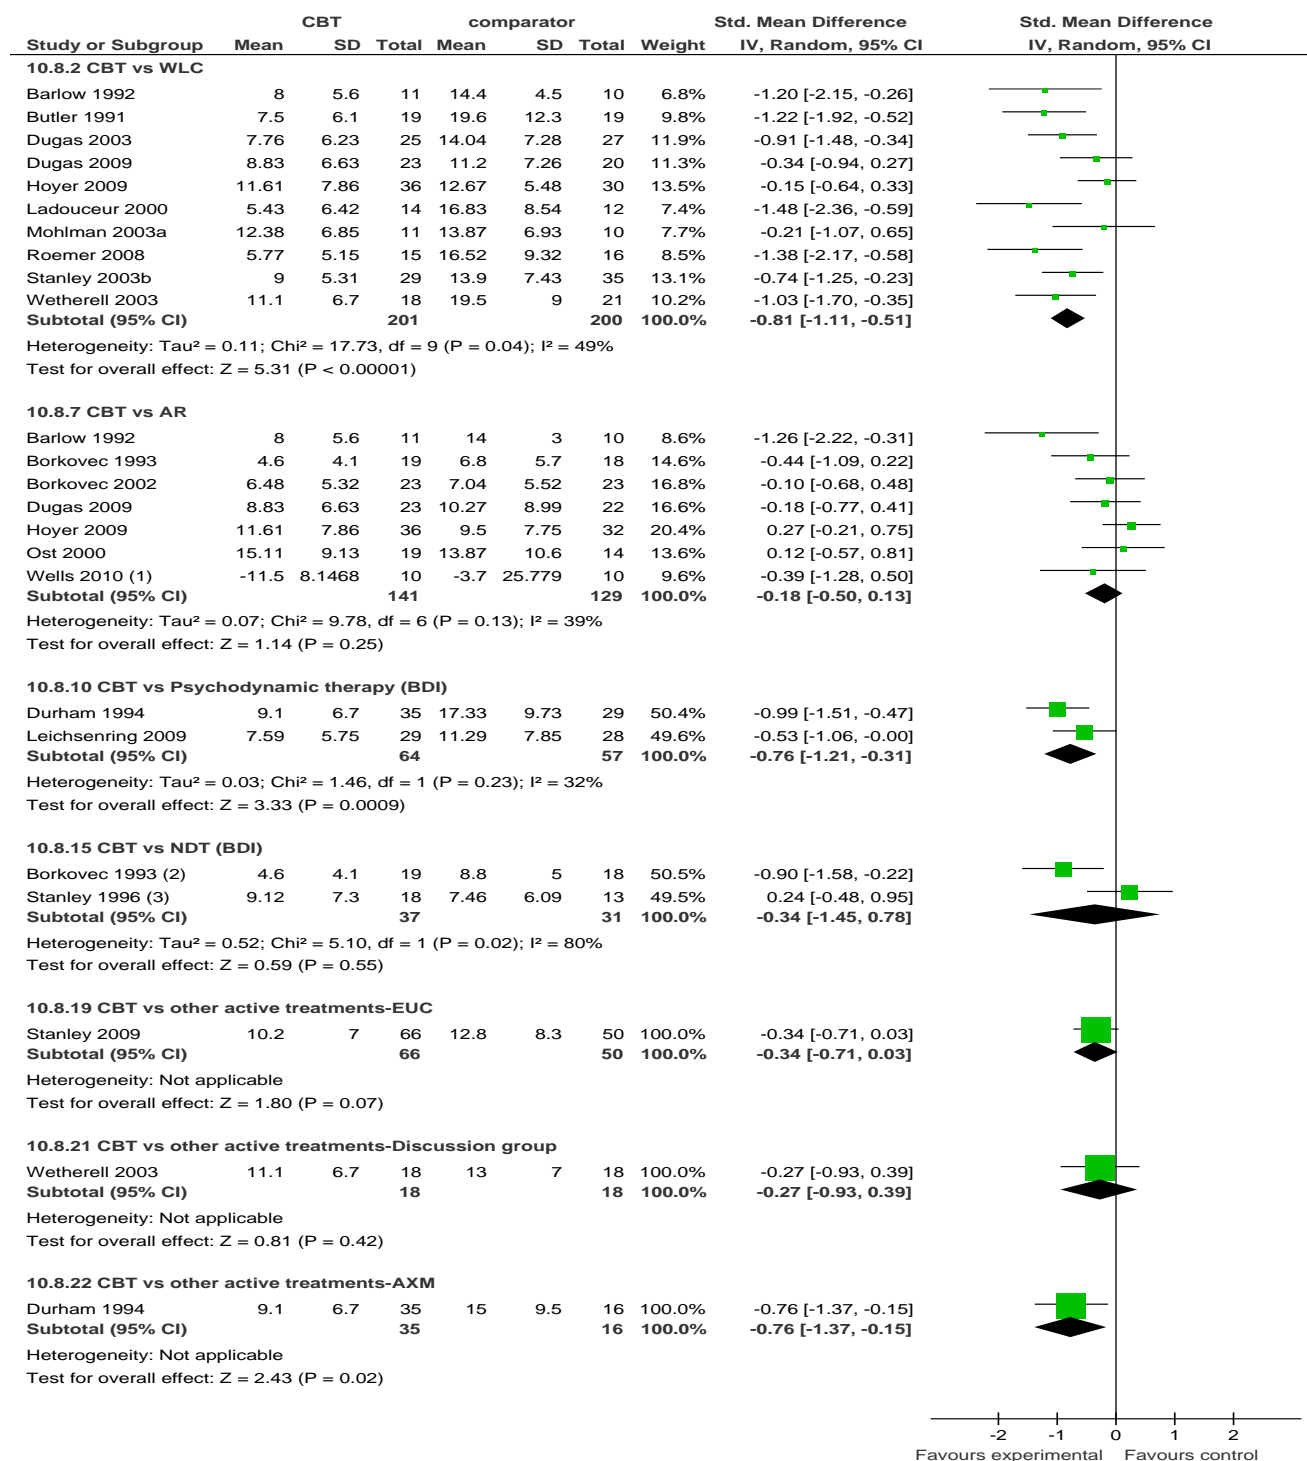 CBT comparator Std. Mean Difference Std. Mean Difference
Study or Subgroup Mean SD Total Mean SD Total Weight IV, Random, 95% CI IV, Random, 95% CI
10.8.2 CBT vs WLC
Barlow 1992 8 5.6 11 14.4 4.5 10 6.8% -1.20 [-2.15, -0.26]
Butler 1991 7.5 6.1 19 19.6 12.3 19 9.8% -1.22 [-1.92, -0.52]
Dugas 2003 7.76 6.23 25 14.04 7.28 27 11.9% -0.91 [-1.48, -0.34]
Dugas 2009 8.83 6.63 23 11.2 7.26 20 11.3% -0.34 [-0.94, 0.27]
Hoyer 2009 11.61 7.86 36 12.67 5.48 30 13.5% -0.15 [-0.64, 0.33]
Ladouceur 2000 5.43 6.42 14 16.83 8.54 12 7.4% -1.48 [-2.36, -0.59]
Mohlman 2003a 12.38 6.85 11 13.87 6.93 10 7.7% -0.21 [-1.07, 0.65]
Roemer 2008 5.77 5.15 15 16.52 9.32 16 8.5% -1.38 [-2.17, -0.58]
Stanley 2003b 9 5.31 29 13.9 7.43 35 13.1% -0.74 [-1.25, -0.23]
Wetherell 2003 11.1 6.7 18 19.5 9 21 10.2% -1.03 [-1.70, -0.35]
Subtotal (95% CI) 201 200 100.0% -0.81 [-1.11, -0.51]
Heterogeneity: Tau² = 0.11; Chi² = 17.73, df = 9 (P = 0.04); I² = 49%
Test for overall effect: Z = 5.31 (P < 0.00001)
10.8.7 CBT vs AR
Barlow 1992 8 5.6 11 14 3 10 8.6% -1.26 [-2.22, -0.31]
Borkovec 1993 4.6 4.1 19 6.8 5.7 18 14.6% -0.44 [-1.09, 0.22]
Borkovec 2002 6.48 5.32 23 7.04 5.52 23 16.8% -0.10 [-0.68, 0.48]
Dugas 2009 8.83 6.63 23 10.27 8.99 22 16.6% -0.18 [-0.77, 0.41]
Hoyer 2009 11.61 7.86 36 9.5 7.75 32 20.4% 0.27 [-0.21, 0.75]
Ost 2000 15.11 9.13 19 13.87 10.6 14 13.6% 0.12 [-0.57, 0.81]
Wells 2010 (1) -11.5 8.1468 10 -3.7 25.779 10 9.6% -0.39 [-1.28, 0.50]
Subtotal (95% CI) 141 129 100.0% -0.18 [-0.50, 0.13]
Heterogeneity: Tau² = 0.07; Chi² = 9.78, df = 6 (P = 0.13); I² = 39%
Test for overall effect: Z = 1.14 (P = 0.25)
10.8.10 CBT vs Psychodynamic therapy (BDI)
Durham 1994 9.1 6.7 35 17.33 9.73 29 50.4% -0.99 [-1.51, -0.47]
Leichsenring 2009 7.59 5.75 29 11.29 7.85 28 49.6% -0.53 [-1.06, -0.00]
Subtotal (95% CI) 64 57 100.0% -0.76 [-1.21, -0.31]
Heterogeneity: Tau² = 0.03; Chi² = 1.46, df = 1 (P = 0.23); I² = 32%
Test for overall effect: Z = 3.33 (P = 0.0009)
10.8.15 CBT vs NDT (BDI)
Borkovec 1993 (2) 4.6 4.1 19 8.8 5 18 50.5% -0.90 [-1.58, -0.22]
Stanley 1996 (3) 9.12 7.3 18 7.46 6.09 13 49.5% 0.24 [-0.48, 0.95]
Subtotal (95% CI) 37 31 100.0% -0.34 [-1.45, 0.78]
Heterogeneity: Tau² = 0.52; Chi² = 5.10, df = 1 (P = 0.02); I² = 80%
Test for overall effect: Z = 0.59 (P = 0.55)
10.8.19 CBT vs other active treatments-EUC
Stanley 2009 10.2 7 66 12.8 8.3 50 100.0% -0.34 [-0.71, 0.03]
Subtotal (95% CI) 66 50 100.0% -0.34 [-0.71, 0.03]
Heterogeneity: Not applicable
Test for overall effect: Z = 1.80 (P = 0.07)
10.8.21 CBT vs other active treatments-Discussion group
Wetherell 2003 11.1 6.7 18 13 7 18 100.0% -0.27 [-0.93, 0.39]
Subtotal (95% CI) 18 18 100.0% -0.27 [-0.93, 0.39]
Heterogeneity: Not applicable
Test for overall effect: Z = 0.81 (P = 0.42)
10.8.22 CBT vs other active treatments-AXM
Durham 1994 9.1 6.7 35 15 9.5 16 100.0% -0.76 [-1.37, -0.15]
Subtotal (95% CI) 35 16 100.0% -0.76 [-1.37, -0.15]
Heterogeneity: Not applicable
Test for overall effect: Z = 2.43 (P = 0.02)
-2 -1 0 1 2
Favours experimental Favours control